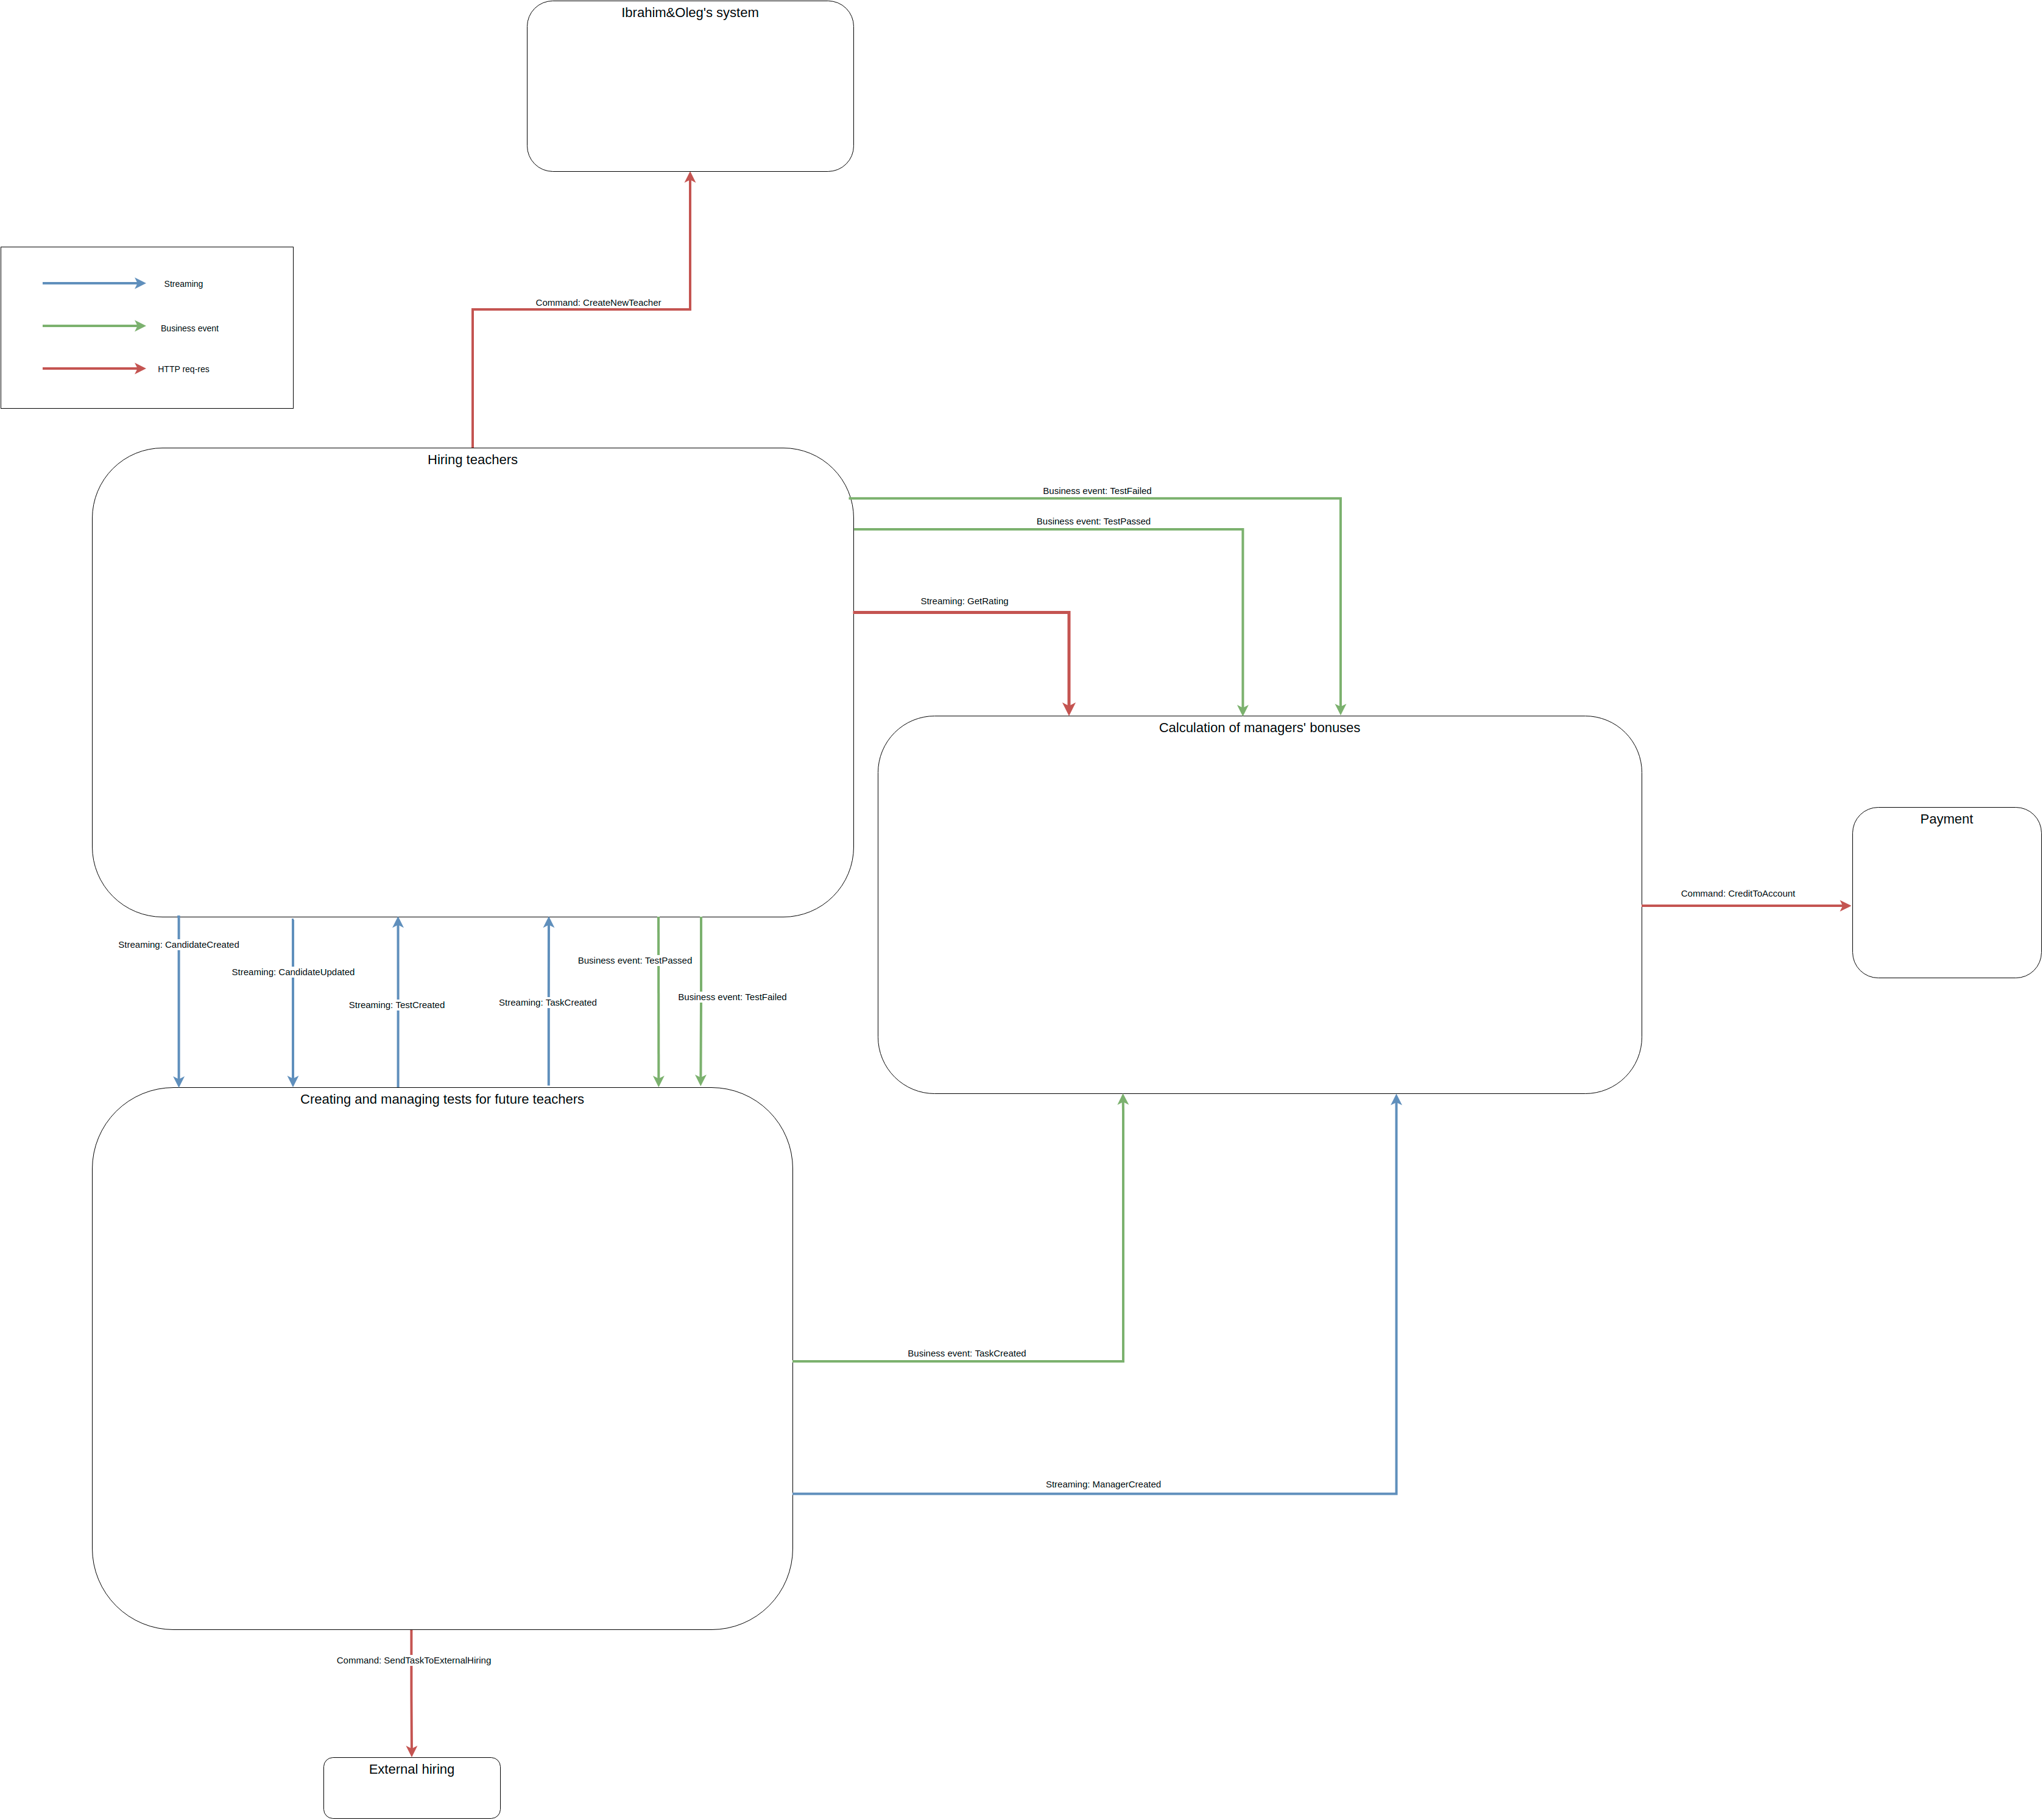 Ibrahim&Oleg's system
Streaming
Business event
HTTP req-res
Command: CreateNewTeacher
Hiring teachers
Business event: TestFailed
Business event: TestPassed
Streaming: GetRating
Calculation of managers' bonuses
Payment
Command: CreditToAccount
Streaming: CandidateCreated
Streaming: CandidateUpdated
Streaming: TestCreated
Streaming: TaskCreated
Business event: TestPassed
Business event: TestFailed
Creating and managing tests for future teachers
Business event: TaskCreated
Streaming: ManagerCreated
Command: SendTaskToExternalHiring
External hiring